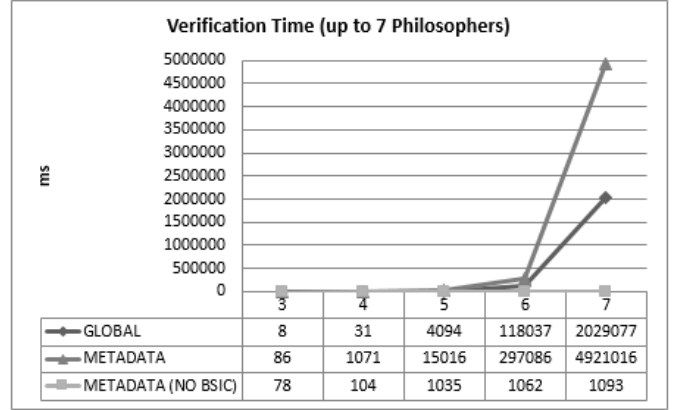 Verification Time (up to 7 Philosophers)
5000000
4500000
4000000
3500000
3000000
2500000
2000000
1500000
1000000
500000
0
ms
3 4 5 6 7
GLOBAL 8 31 4094 118037 2029077
METADATA 86 1071 15016 297086 4921016
METADATA (NO BSIC) 78 104 1035 1062 1093